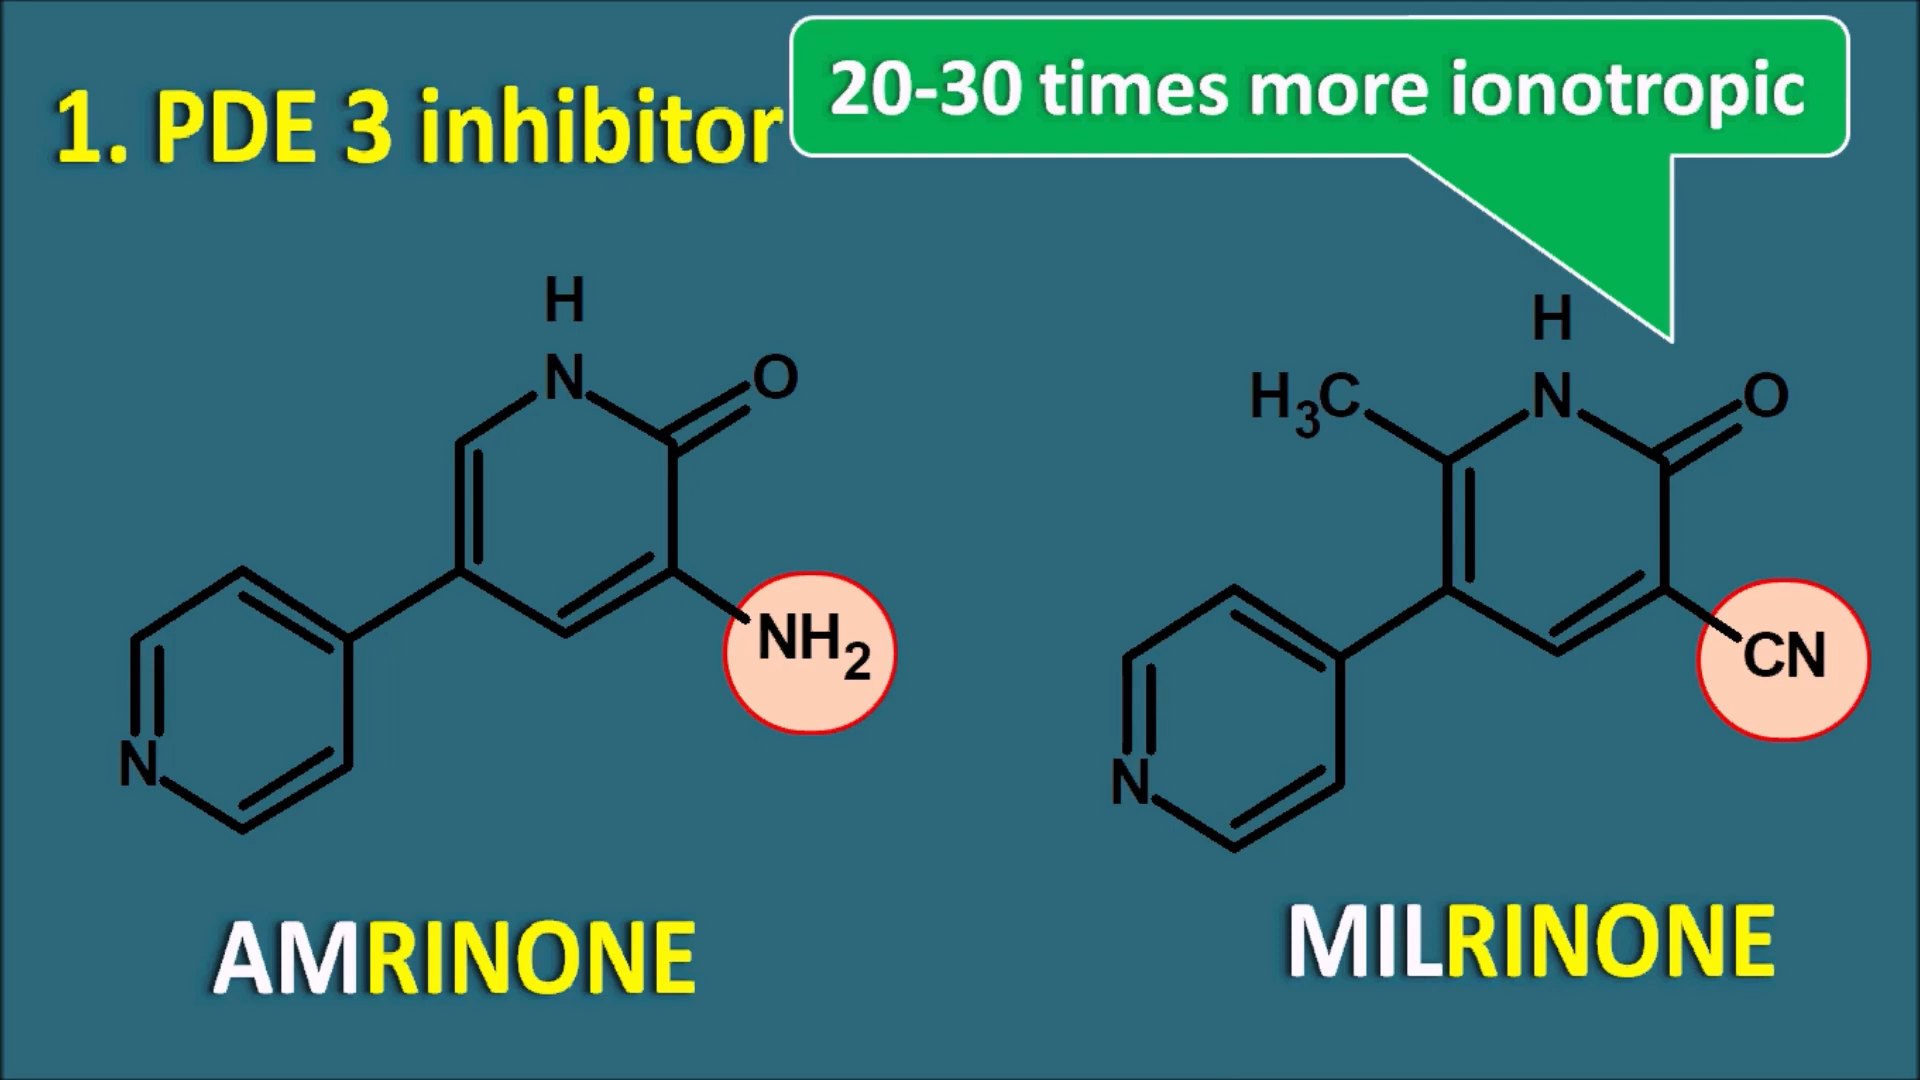 1. PDE 3 inhibitor
20-30 times more ionotropic
H
N
O
NH2
N
AMRINONE
H
H3C
N
O
CN
N
MILRINONE